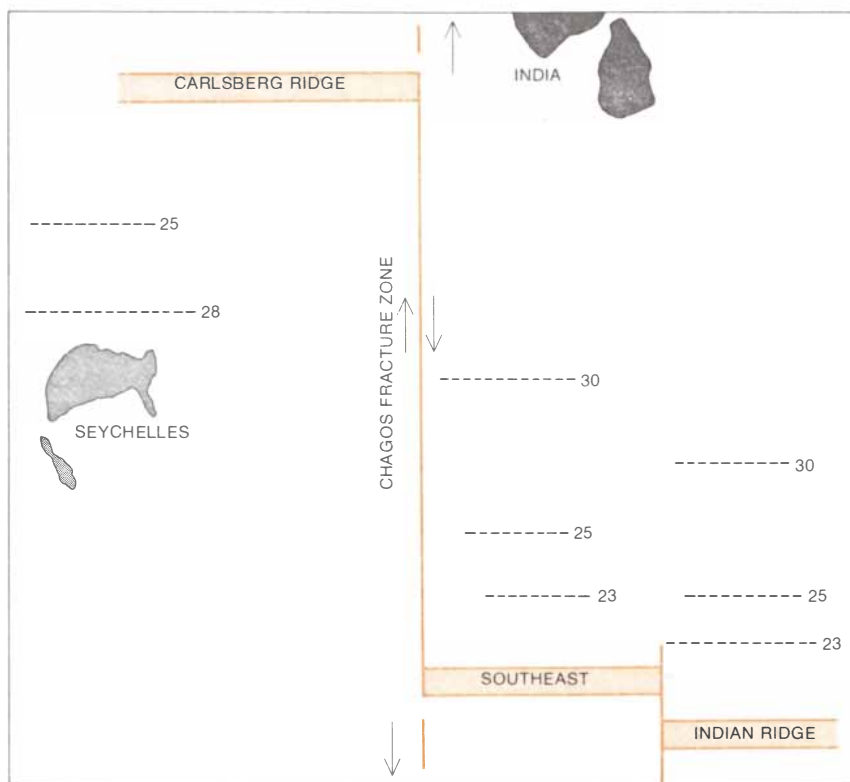 INDIA
CARLSBERG RIDGE
25
28
CHAGOS FRACTURE ZONE
30
SEYCHELLES
30
25
23
25
23
SOUTHEAST
INDIAN RIDGE